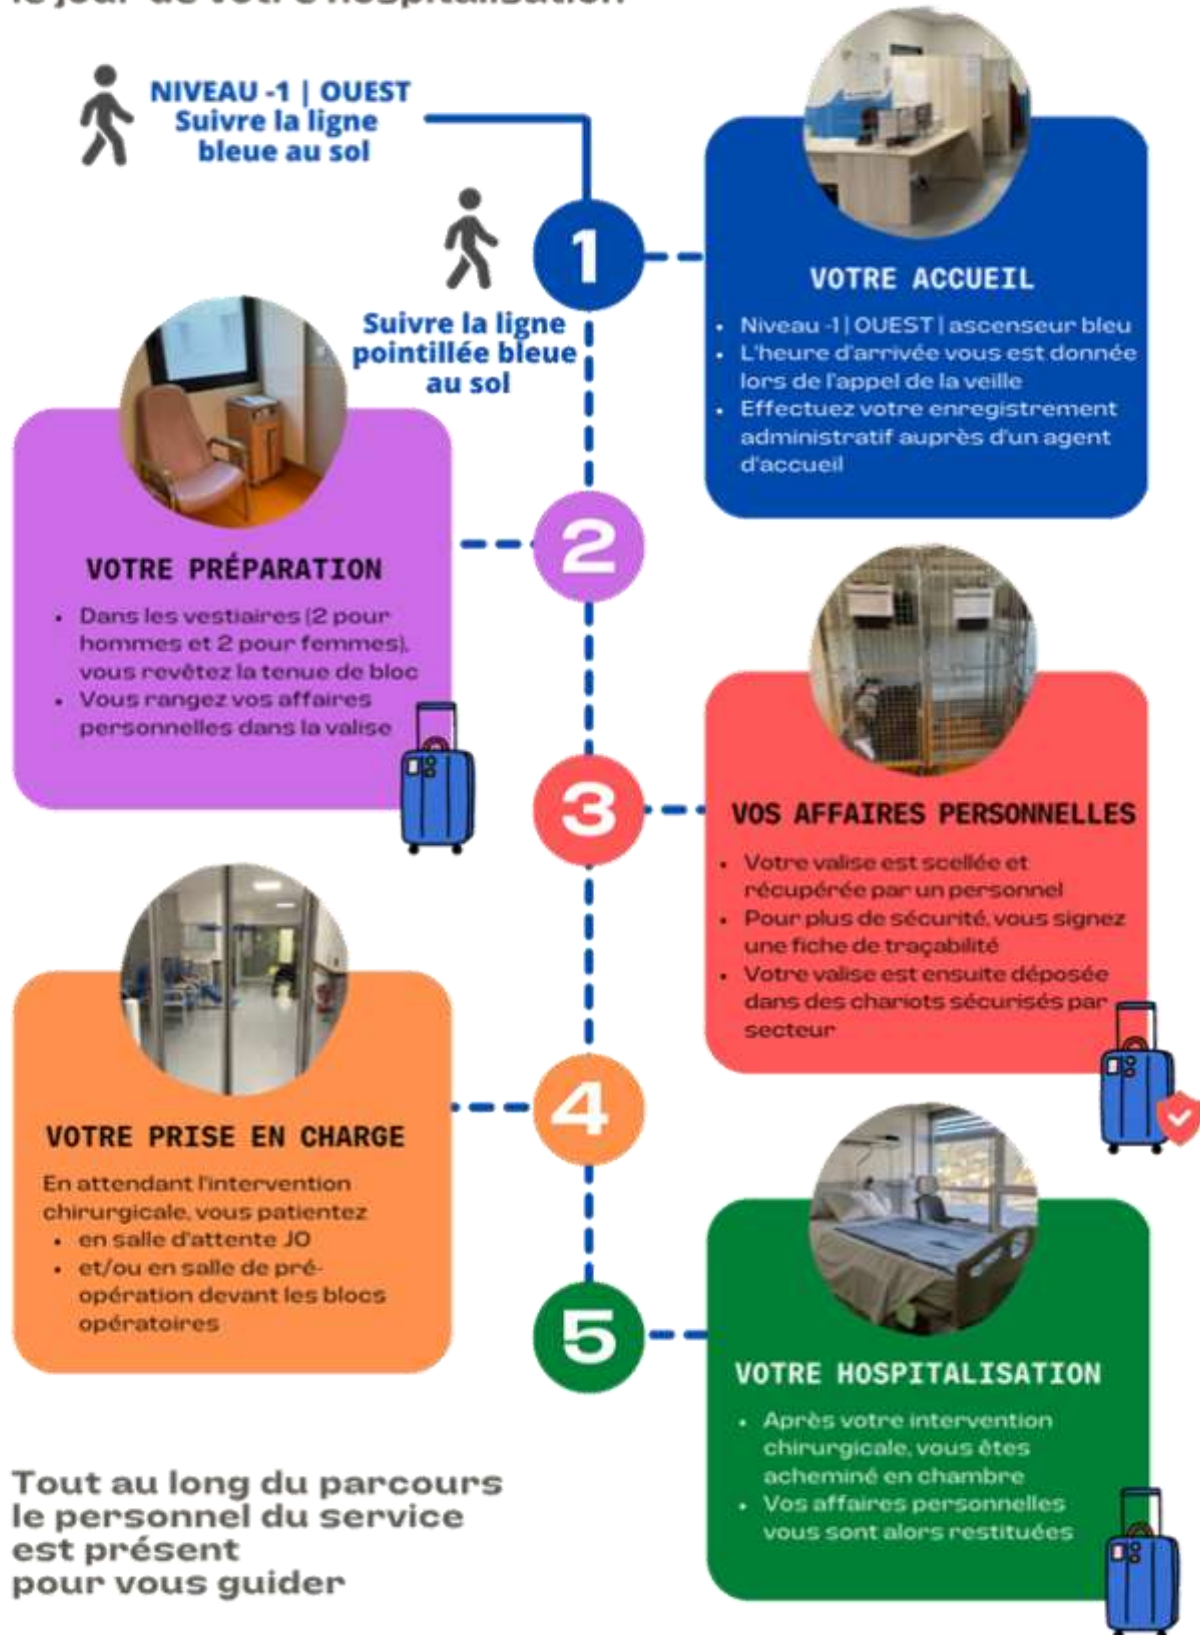 le jour de votre hospitalisation
NIVEAU -1 | OUEST
Suivre la ligne
bleue au sol
1
Suivre la ligne
pointillée bleue
au sol
VOTRE ACCUEIL
• Niveau -1 | OUEST | ascenseur bleu
• L'heure d'arrivée vous est donnée
lors de l'appel de la veille
• Effectuez votre enregistrement
administratif auprès d'un agent
d'accueil
2
VOTRE PRÉPARATION
• Dans les vestiaires (2 pour
hommes et 2 pour femmes),
vous revêtez la tenue de bloc
• Vous rangez vos affaires
personnelles dans la valise
3
VOS AFFAIRES PERSONNELLES
• Votre valise est scellée et
récupérée par un personnel
• Pour plus de sécurité, vous signez
une fiche de traçabilité
• Votre valise est ensuite déposée
dans des chariots sécurisés par
secteur
4
VOTRE PRISE EN CHARGE
En attendant l'intervention
chirurgicale, vous patientez
• en salle d'attente JO
• et/ou en salle de pré-
opération devant les blocs
opératoires
5
VOTRE HOSPITALISATION
• Après votre intervention
chirurgicale, vous êtes
acheminé en chambre
• Vos affaires personnelles
vous sont alors restituées
Tout au long du parcours
le personnel du service
est présent
pour vous guider